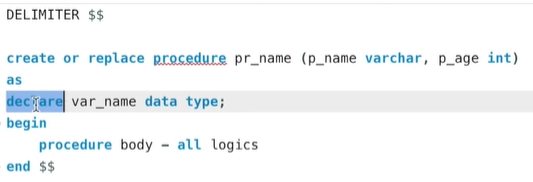 DELIMITER $$
create or replace procedure pr_name (p_name varchar, p_age int)
as
declare var_name data type;
begin
procedure body – all logics
end $$